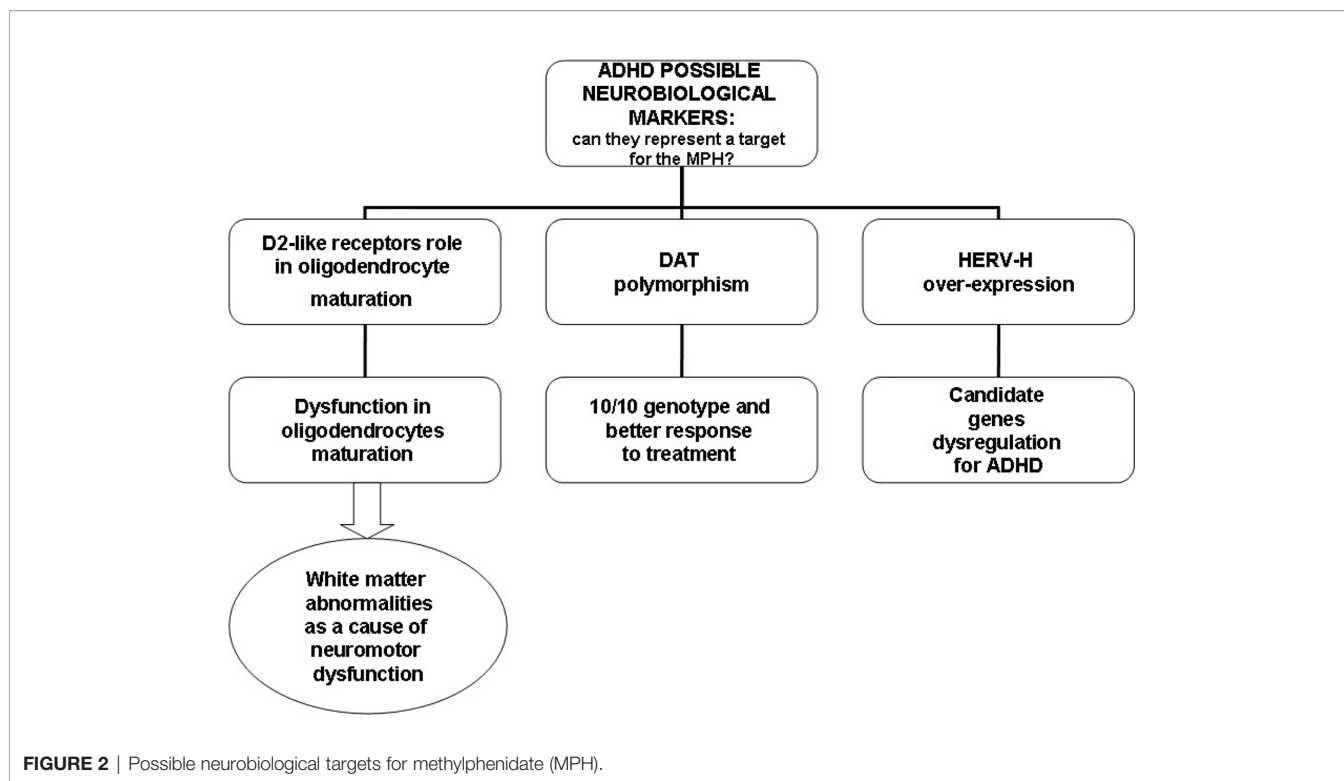 ADHD POSSIBLE
NEUROBIOLOGICAL
MARKERS:
can they represent a target
for the MPH?
D2-like receptors role
in oligodendrocyte
maturation
DAT
polymorphism
HERV-H
over-expression
Dysfunction in
oligodendrocytes
maturation
10/10 genotype and
better response
to treatment
Candidate
genes
dysregulation
for ADHD
White matter
abnormalities
as a cause of
neuromotor
dysfunction
FIGURE 2 | Possible neurobiological targets for methylphenidate (MPH).